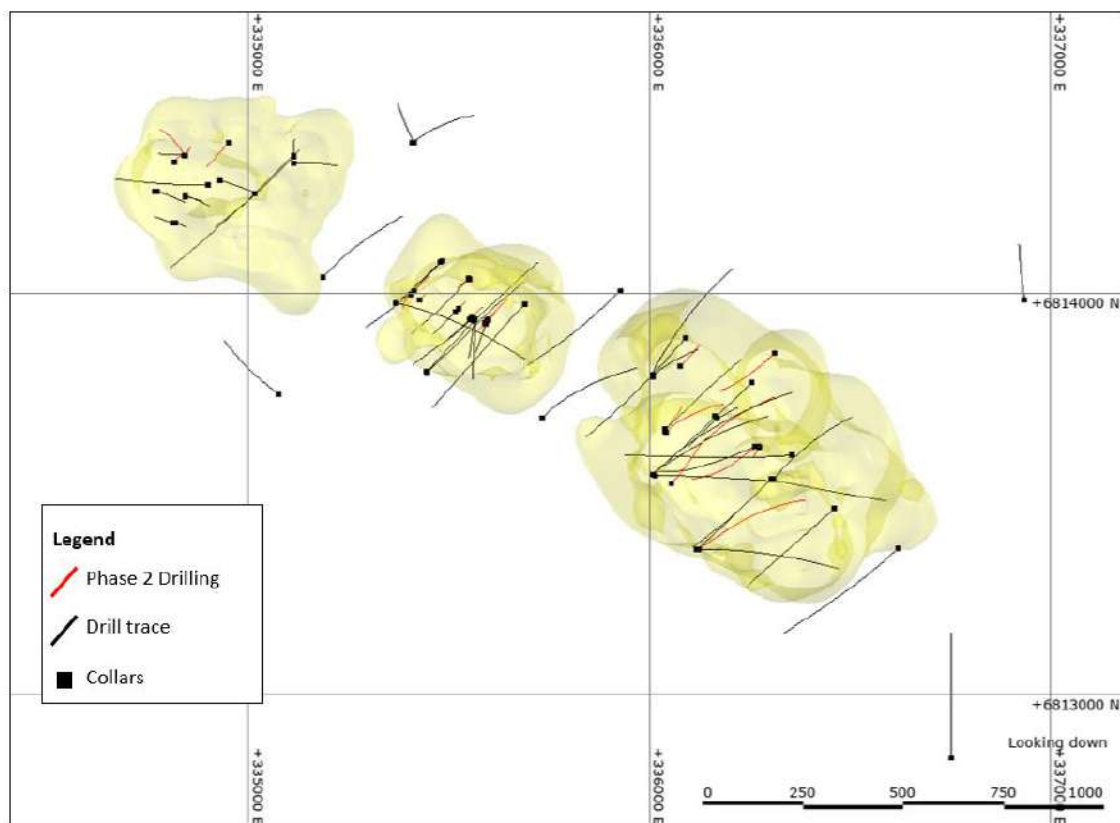 +335000 E
+336000 E
+337000 E
+6814000 N
Legend
Phase 2 Drilling
Drill trace
Collars
+6813000 N
Looking down
+335000 E
+336000 E
+337000 E
0 250 500 750 1000